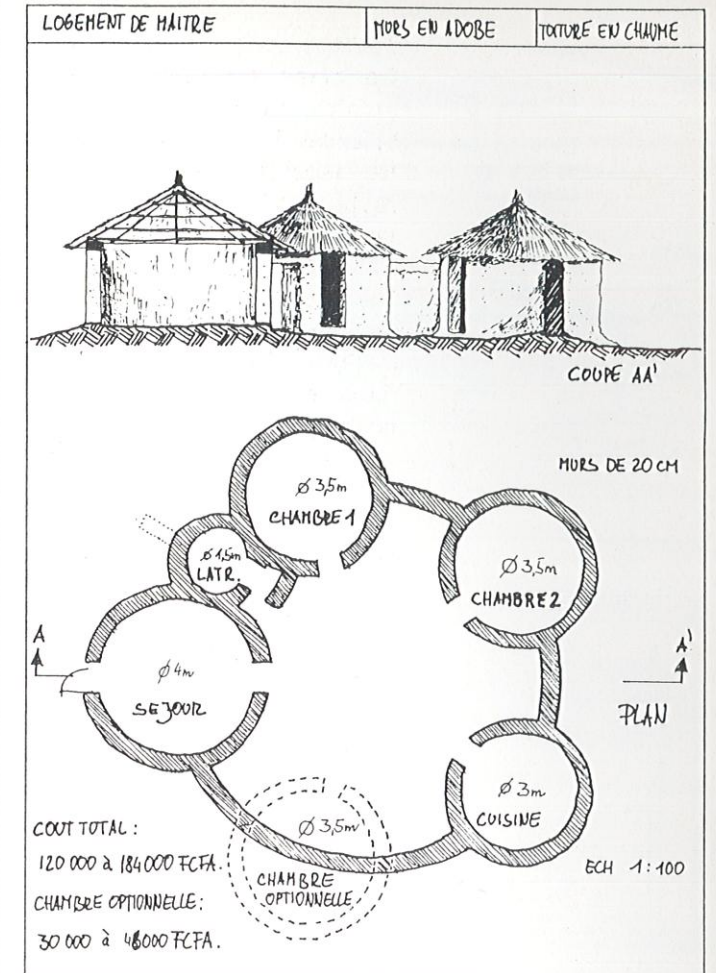 LOGEMENT DE MAITRE
MURS EN ADOBE
TOITURE EN CHAUME
COUPE AA'
MURS DE 20 CM
Ø 3,5m
CHAMBRE 1
Ø 1,5m
LATR.
Ø 3,5m
CHAMBRE 2
A
A'
Ø 4m
SEJOUR
PLAN
Ø 3m
CUISINE
Ø 3,5m
CHAMBRE
OPTIONNELLE
COUT TOTAL :
120 000 à 184 000 FCFA.
CHAMBRE OPTIONNELLE :
30 000 à 46000 FCFA.
ECH 1:100